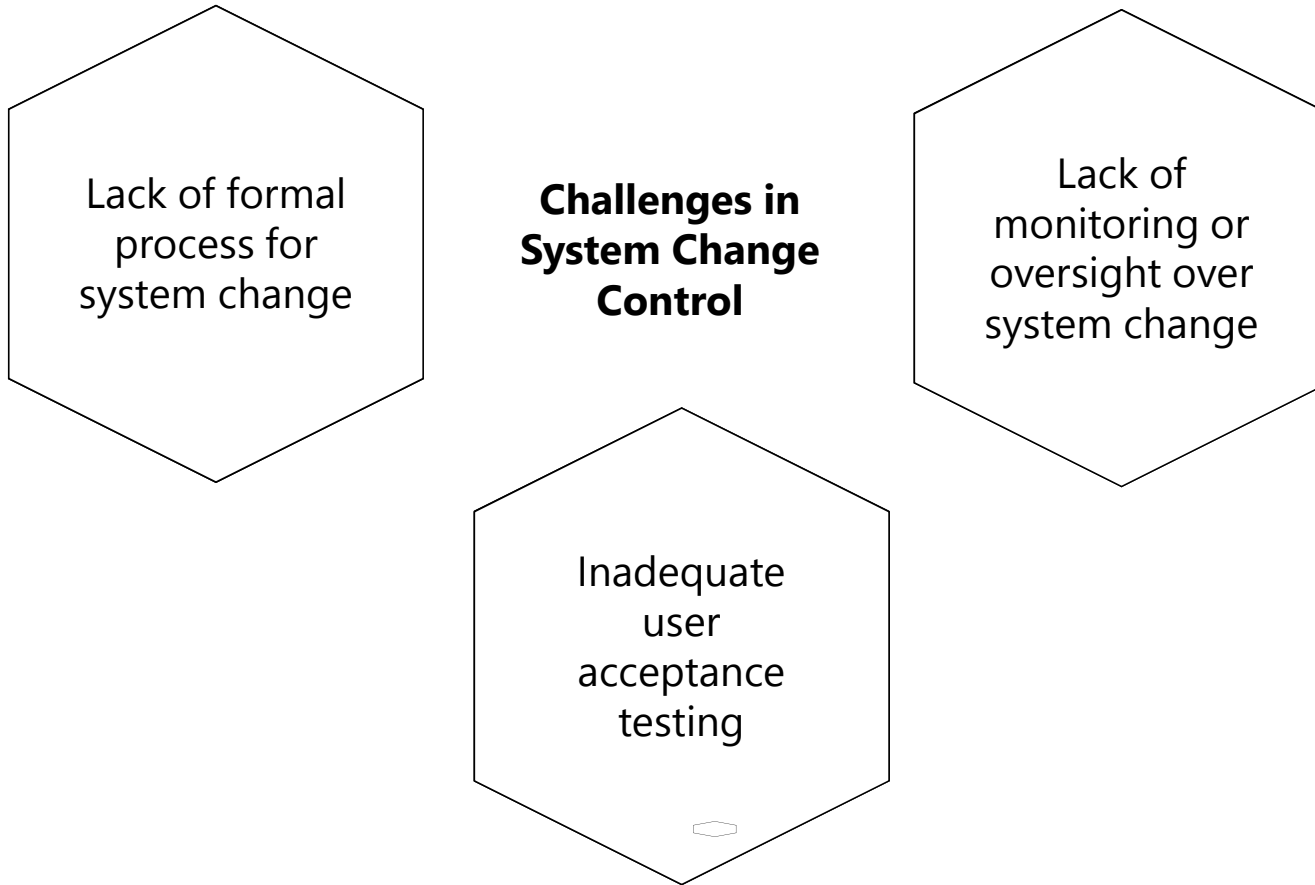 Lack of formal
process for
system change
Challenges in
System Change
Control
Lack of
monitoring or
oversight over
system change
Inadequate
user
acceptance
testing